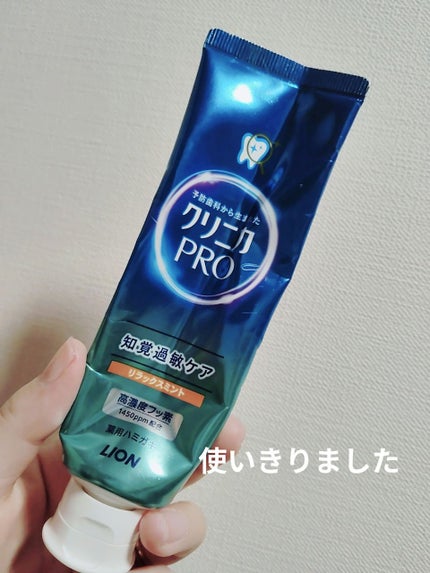 予防歯科から生まれた
クリニカ
PRO
知覚過敏ケア
リラックスミント
高濃度フッ素
1450ppm配合
薬用ハミガキ
LION
使いきりました